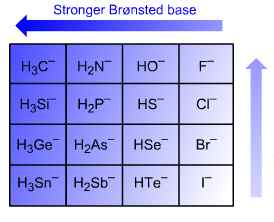 Stronger Brønsted base
H₃C⁻ H₂N⁻ HO⁻ F⁻
H₃Si⁻ H₂P⁻ HS⁻ Cl⁻
H₃Ge⁻ H₂As⁻ HSe⁻ Br⁻
H₃Sn⁻ H₂Sb⁻ HTe⁻ I⁻